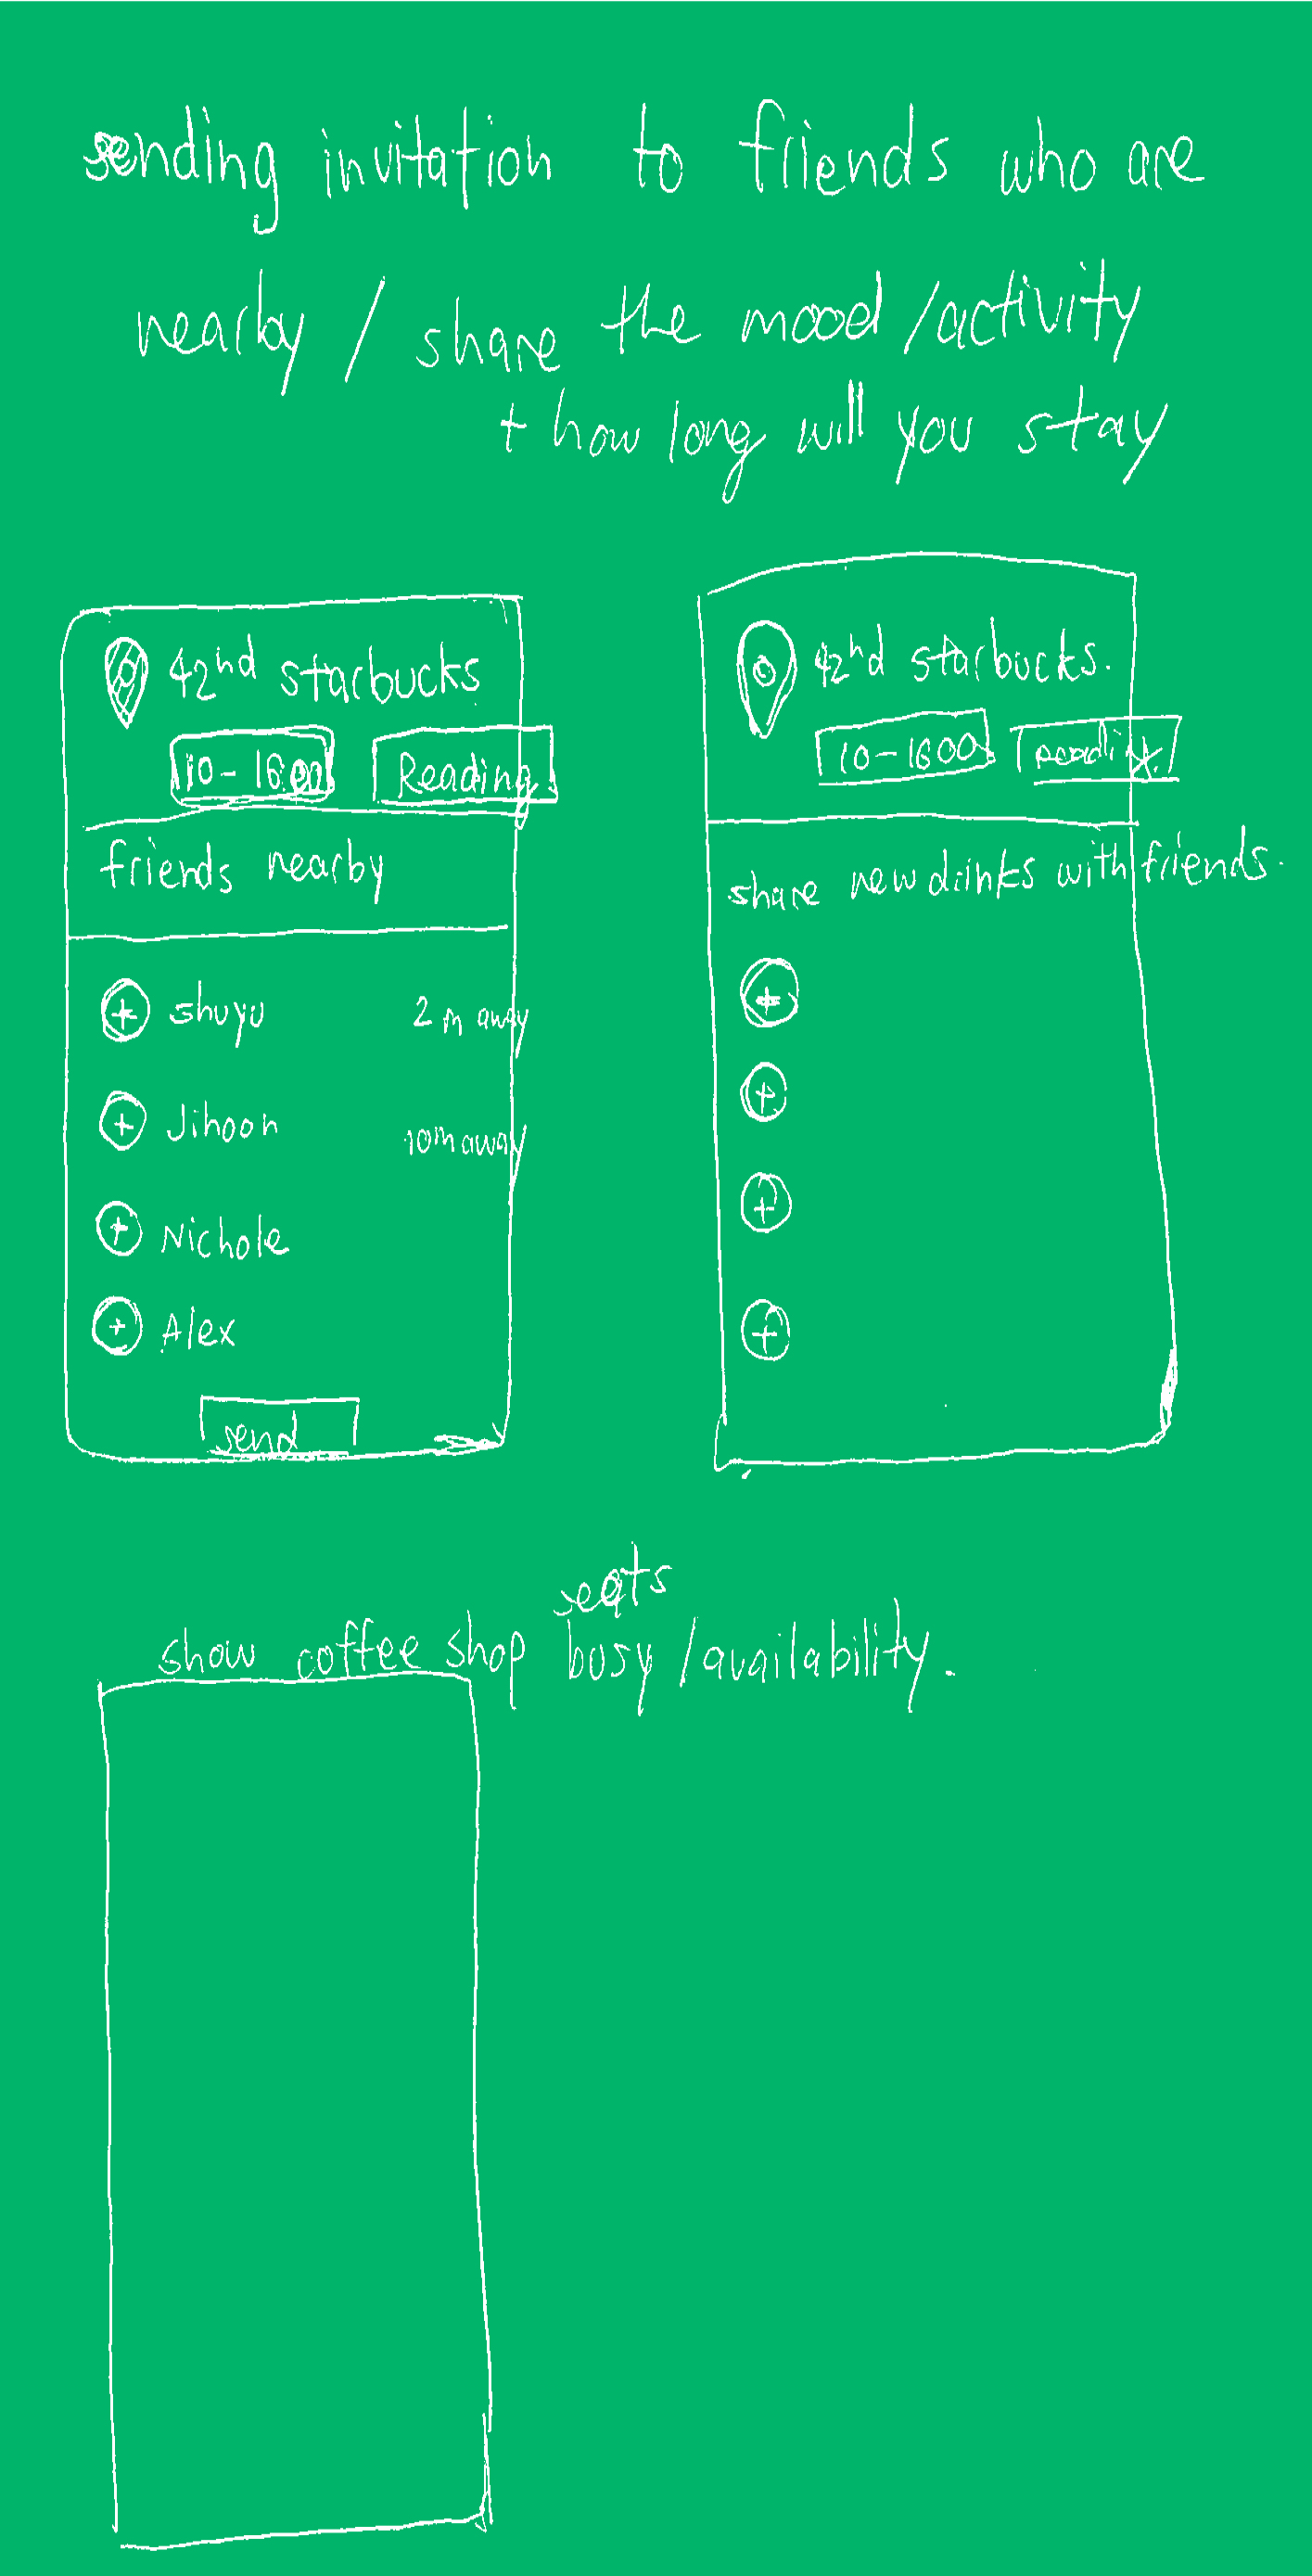 sending invitation to friends who are
nearby / share the mood /activity
+ how long will you stay
42nd starbucks
10-1600
Reading
friends nearby
+ shuyu 2 m away
+ Jihoon 10m away
+ Nichole
+ Alex
send
42nd starbucks.
10-1600
reading
share new drinks with friends.
+
+
+
+
seats
show coffee shop busy /availability.